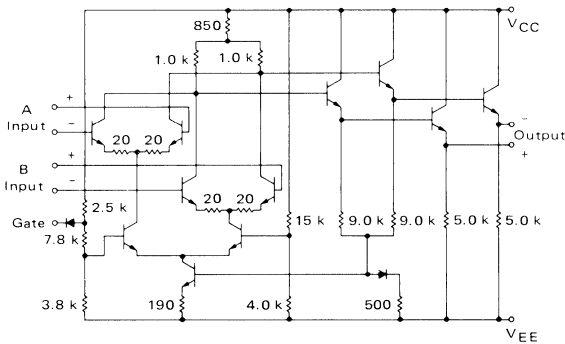 850
V CC
1.0 k 1.0 k
+
A
Input
−
20 20
+
B
Input
−
20 20
−
Output
+
2.5 k
Gate
7.8 k
15 k
9.0 k 9.0 k
5.0 k 5.0 k
3.8 k
190
4.0 k
500
V EE